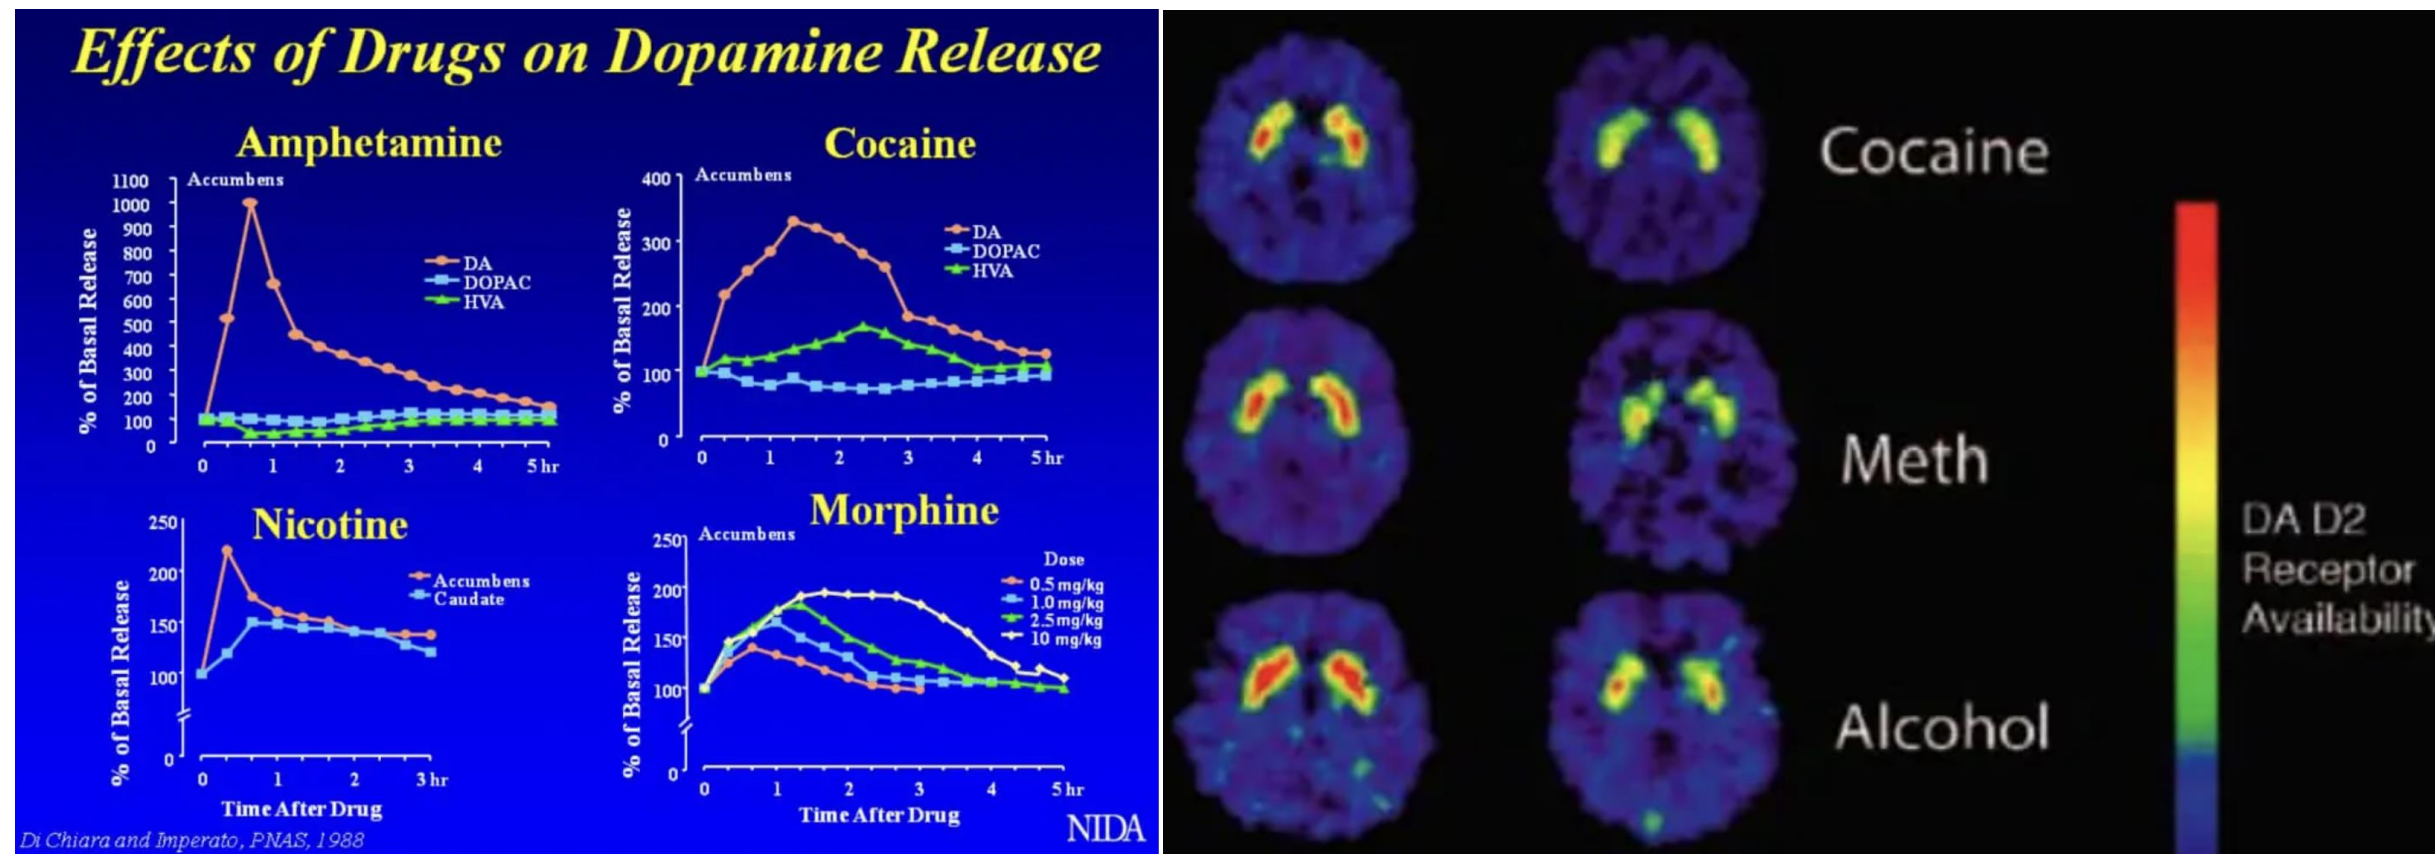 Effects of Drugs on Dopamine Release
Amphetamine
Accumbens
1100
1000
900
800
700
600
500
400
300
200
100
0
% of Basal Release
DA
DOPAC
HVA
0 1 2 3 4 5 hr
Cocaine
Accumbens
400
300
200
100
0
% of Basal Release
DA
DOPAC
HVA
0 1 2 3 4 5 hr
Nicotine
250
200
150
100
0
% of Basal Release
Accumbens
Caudate
0 1 2 3 hr
Time After Drug
Morphine
Accumbens
250
200
150
100
0
% of Basal Release
Dose
0.5 mg/kg
1.0 mg/kg
2.5 mg/kg
10 mg/kg
0 1 2 3 4 5 hr
Time After Drug
Di Chiara and Imperato, PNAS, 1988
NIDA
Cocaine
Meth
Alcohol
DA D2
Receptor
Availability